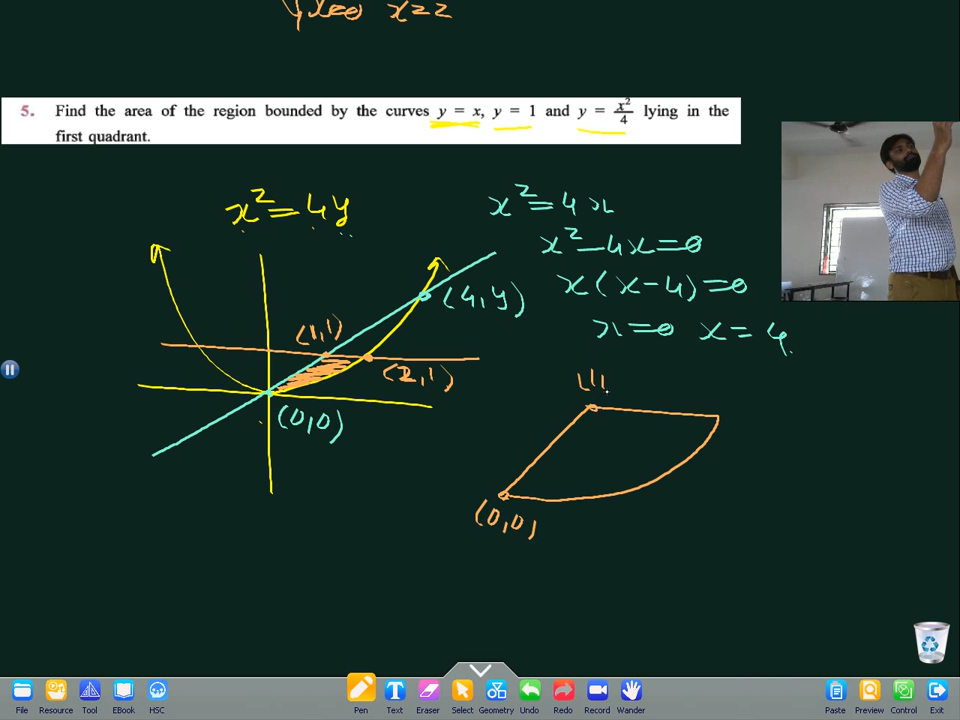 x=2
5. Find the area of the region bounded by the curves y = x, y = 1 and y = x²/4 lying in the
first quadrant.
x² = 4y
x² = 4x
x² - 4x = 0
x(x-4) = 0
x = 0 x = 4
(4, y)
(1,1)
(2,1)
(0,0)
(1,1
(0,0)
File Resource Tool EBook HSC Pen Text Eraser Select Geometry Undo Redo Record Wander Paste Preview Control Exit